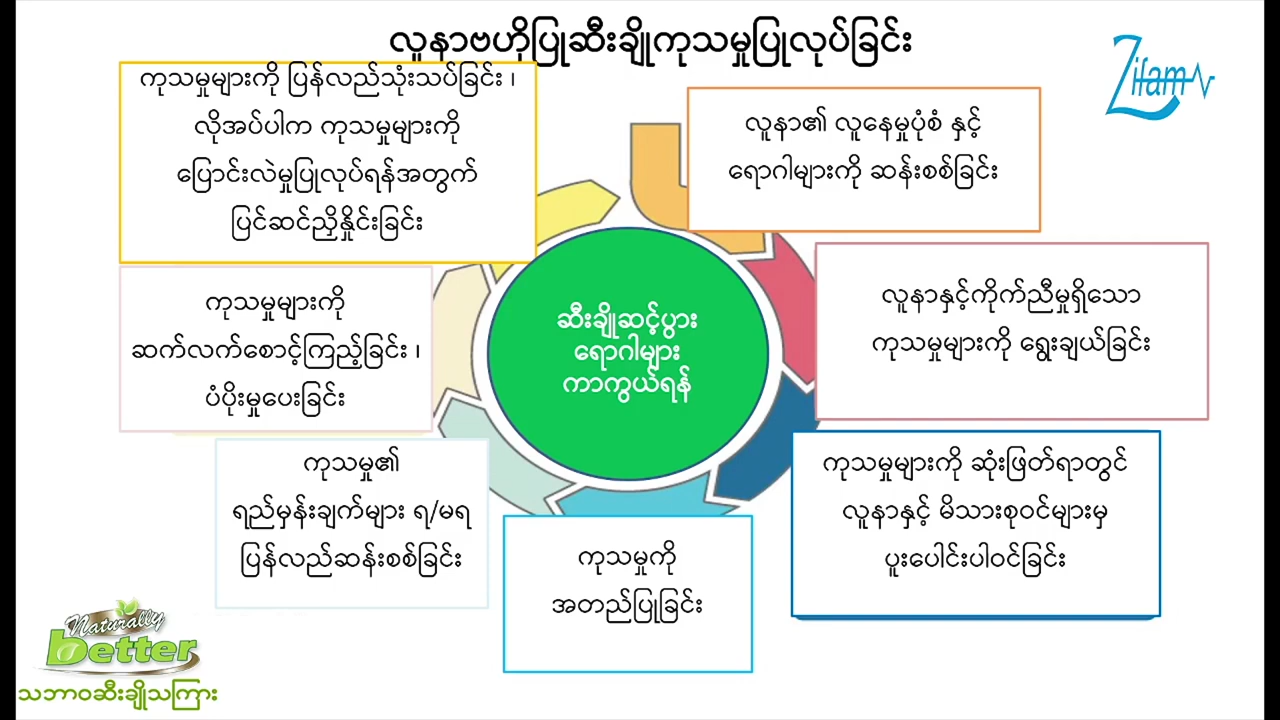 လူနာဗဟိုပြုဆီးချိုကုသမှုပြုလုပ်ခြင်း
Zifam
လူနာ၏ လူနေမှုပုံစံ နှင့်
ရောဂါများကို ဆန်းစစ်ခြင်း
လူနာနှင့်ကိုက်ညီမှုရှိသော
ကုသမှုများကို ရွေးချယ်ခြင်း
ကုသမှုများကို ဆုံးဖြတ်ရာတွင်
လူနာနှင့် မိသားစုဝင်များမှ
ပူးပေါင်းပါဝင်ခြင်း
ကုသမှုကို
အတည်ပြုခြင်း
ကုသမှု၏
ရည်မှန်းချက်များ ရ/မရ
ပြန်လည်ဆန်းစစ်ခြင်း
ကုသမှုများကို
ဆက်လက်စောင့်ကြည့်ခြင်း ၊
ပံပိုးမှုပေးခြင်း
ကုသမှုများကို ပြန်လည်သုံးသပ်ခြင်း ၊
လိုအပ်ပါက ကုသမှုများကို
ပြောင်းလဲမှုပြုလုပ်ရန်အတွက်
ပြင်ဆင်ညှိနှိုင်းခြင်း
ဆီးချိုဆင့်ပွား
ရောဂါများ
ကာကွယ်ရန်
Naturally
better
သဘာဝဆီးချိုသကြား